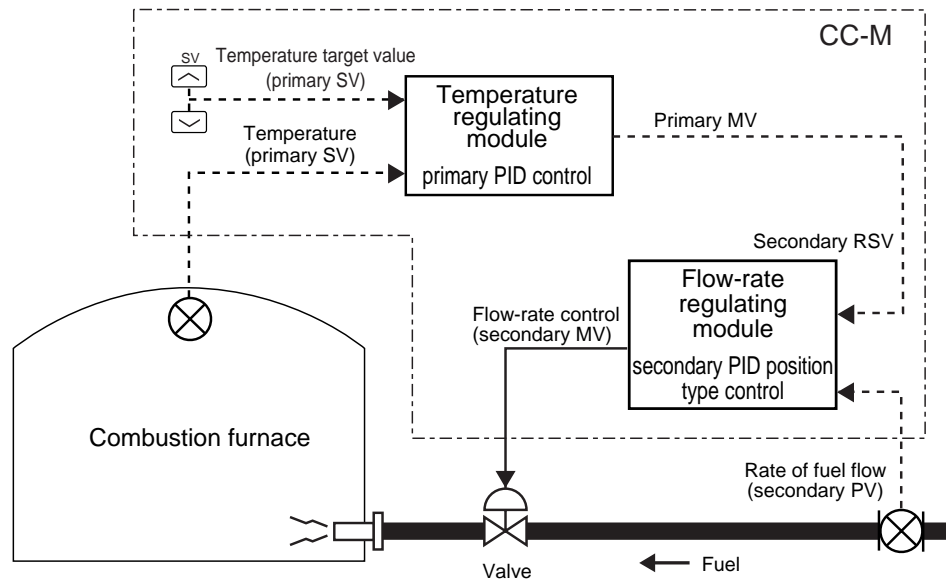 CC-M
SV
Temperature target value
(primary SV)
Temperature
regulating
module
primary PID control
Primary MV
Temperature
(primary SV)
Secondary RSV
Flow-rate
regulating
module
secondary PID position
type control
Flow-rate control
(secondary MV)
Combustion furnace
Rate of fuel flow
(secondary PV)
Valve
Fuel